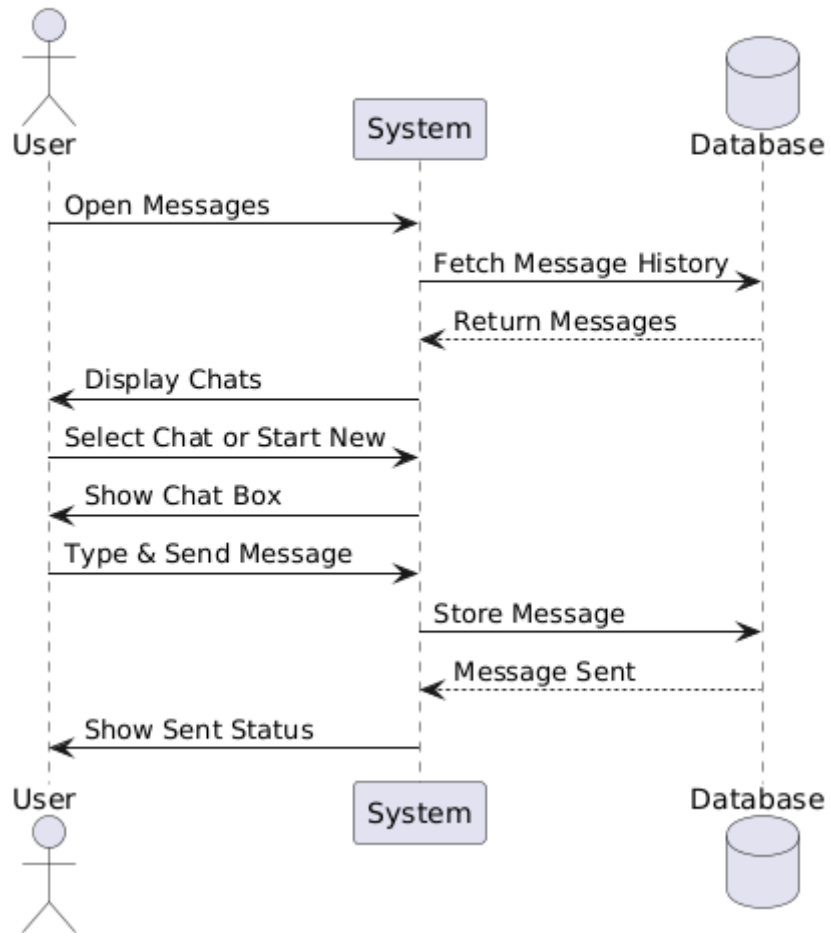 User
System
Database
Open Messages
Fetch Message History
Return Messages
Display Chats
Select Chat or Start New
Show Chat Box
Type & Send Message
Store Message
Message Sent
Show Sent Status
User
System
Database